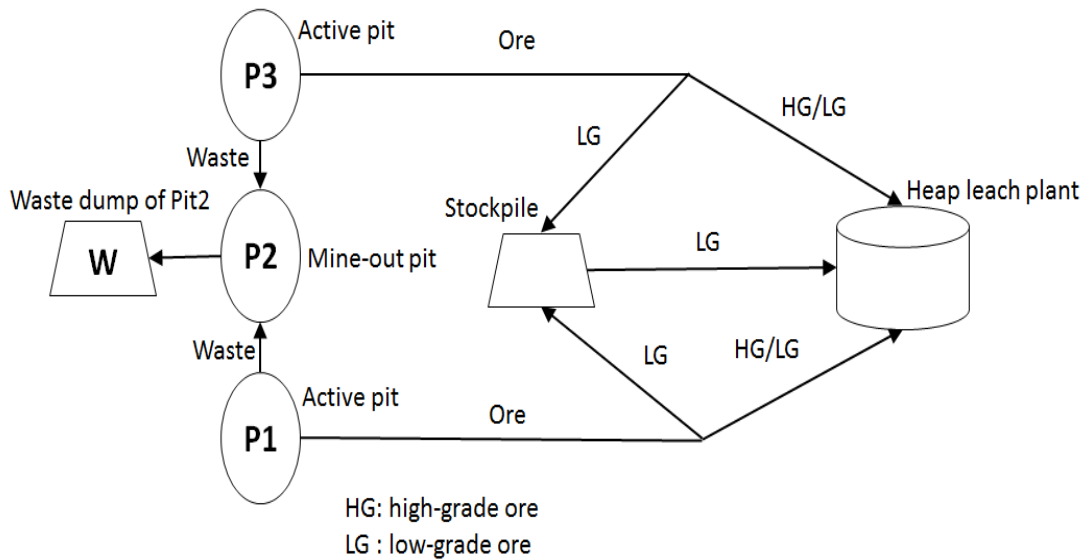 Active pit
Ore
P3
HG/LG
LG
Waste
Waste dump of Pit2
Stockpile
Heap leach plant
W
P2
Mine-out pit
LG
Waste
LG
HG/LG
Active pit
Ore
P1
HG: high-grade ore
LG : low-grade ore